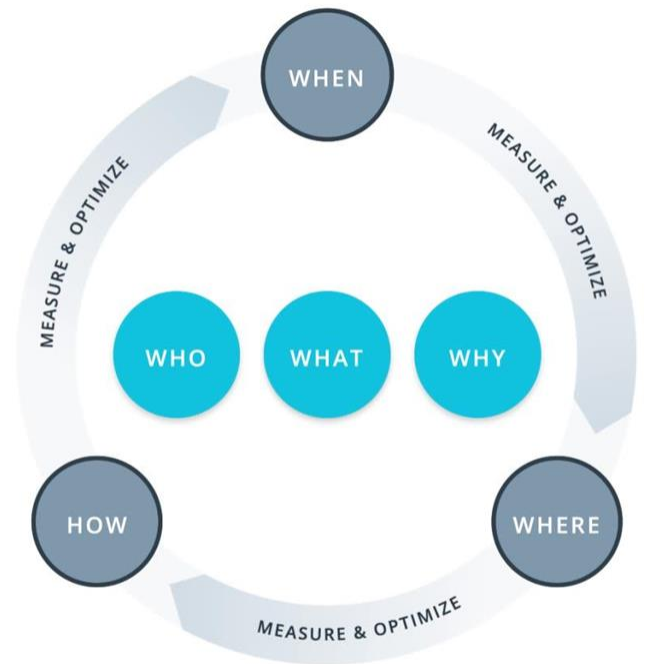 WHEN
MEASURE & OPTIMIZE
MEASURE & OPTIMIZE
WHO
WHAT
WHY
HOW
WHERE
MEASURE & OPTIMIZE